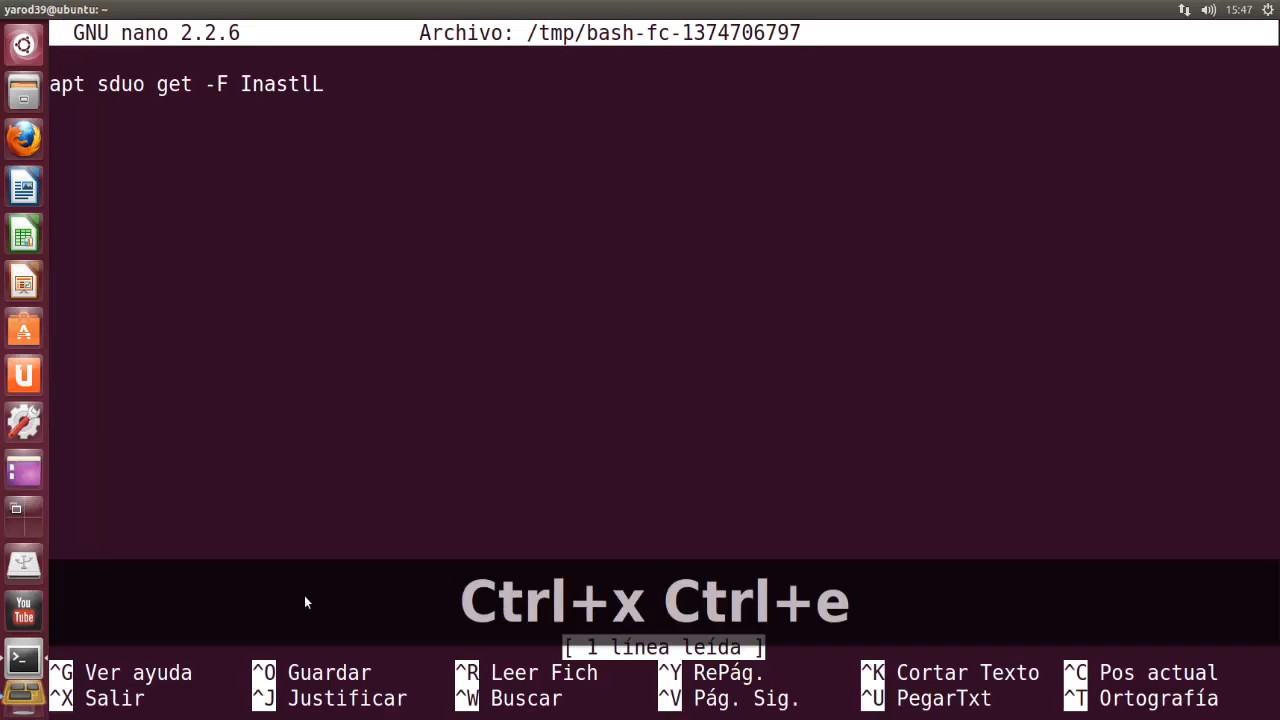 yarod39@ubuntu: ~ 15:47
GNU nano 2.2.6 Archivo: /tmp/bash-fc-1374706797
apt sduo get -F InastlL
Ctrl+x Ctrl+e
[ 1 línea leída ]
^G Ver ayuda ^O Guardar ^R Leer Fich ^Y RePág. ^K Cortar Texto ^C Pos actual
^X Salir ^J Justificar ^W Buscar ^V Pág. Sig. ^U PegarTxt ^T Ortografía
You
Tube